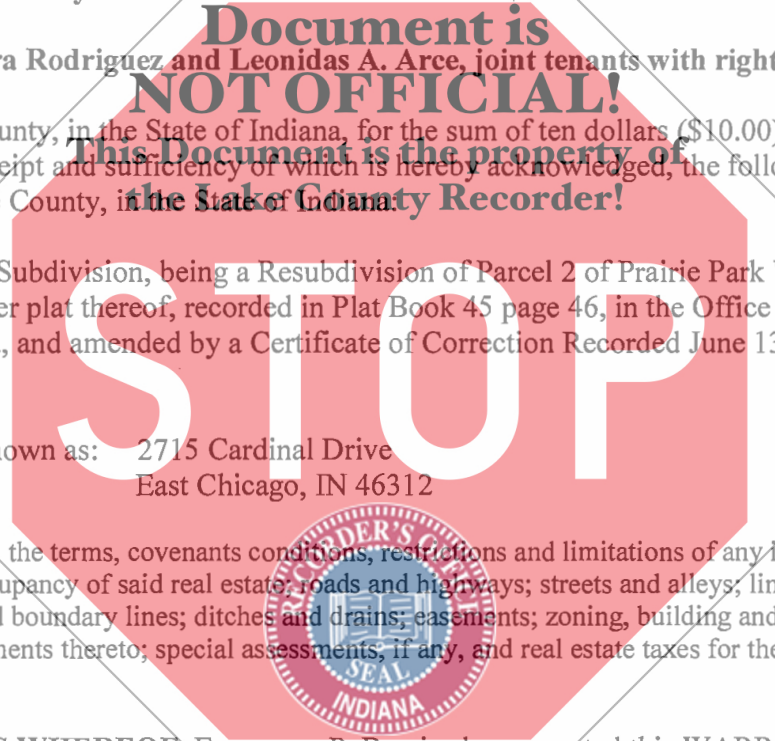 Document is
ra Rodriguez and Leonidas A. Arce, joint tenants with right
NOT OFFICIAL!
unty, in the State of Indiana, for the sum of ten dollars ($10.00)
This Document is the property of
eipt and sufficiency of which is hereby acknowledged, the follo
the Lake County Recorder!
County, in the State of Indiana:
Subdivision, being a Resubdivision of Parcel 2 of Prairie Park
er plat thereof, recorded in Plat Book 45 page 46, in the Office
, and amended by a Certificate of Correction Recorded June 13
STOP
own as: 2715 Cardinal Drive
East Chicago, IN 46312
RECORDER'S OFFICE
the terms, covenants conditions, restrictions and limitations of any
upancy of said real estate; roads and highways; streets and alleys; lin
d boundary lines; ditches and drains; easements; zoning, building and
nents thereto; special assessments, if any, and real estate taxes for the
SEAL
INDIANA